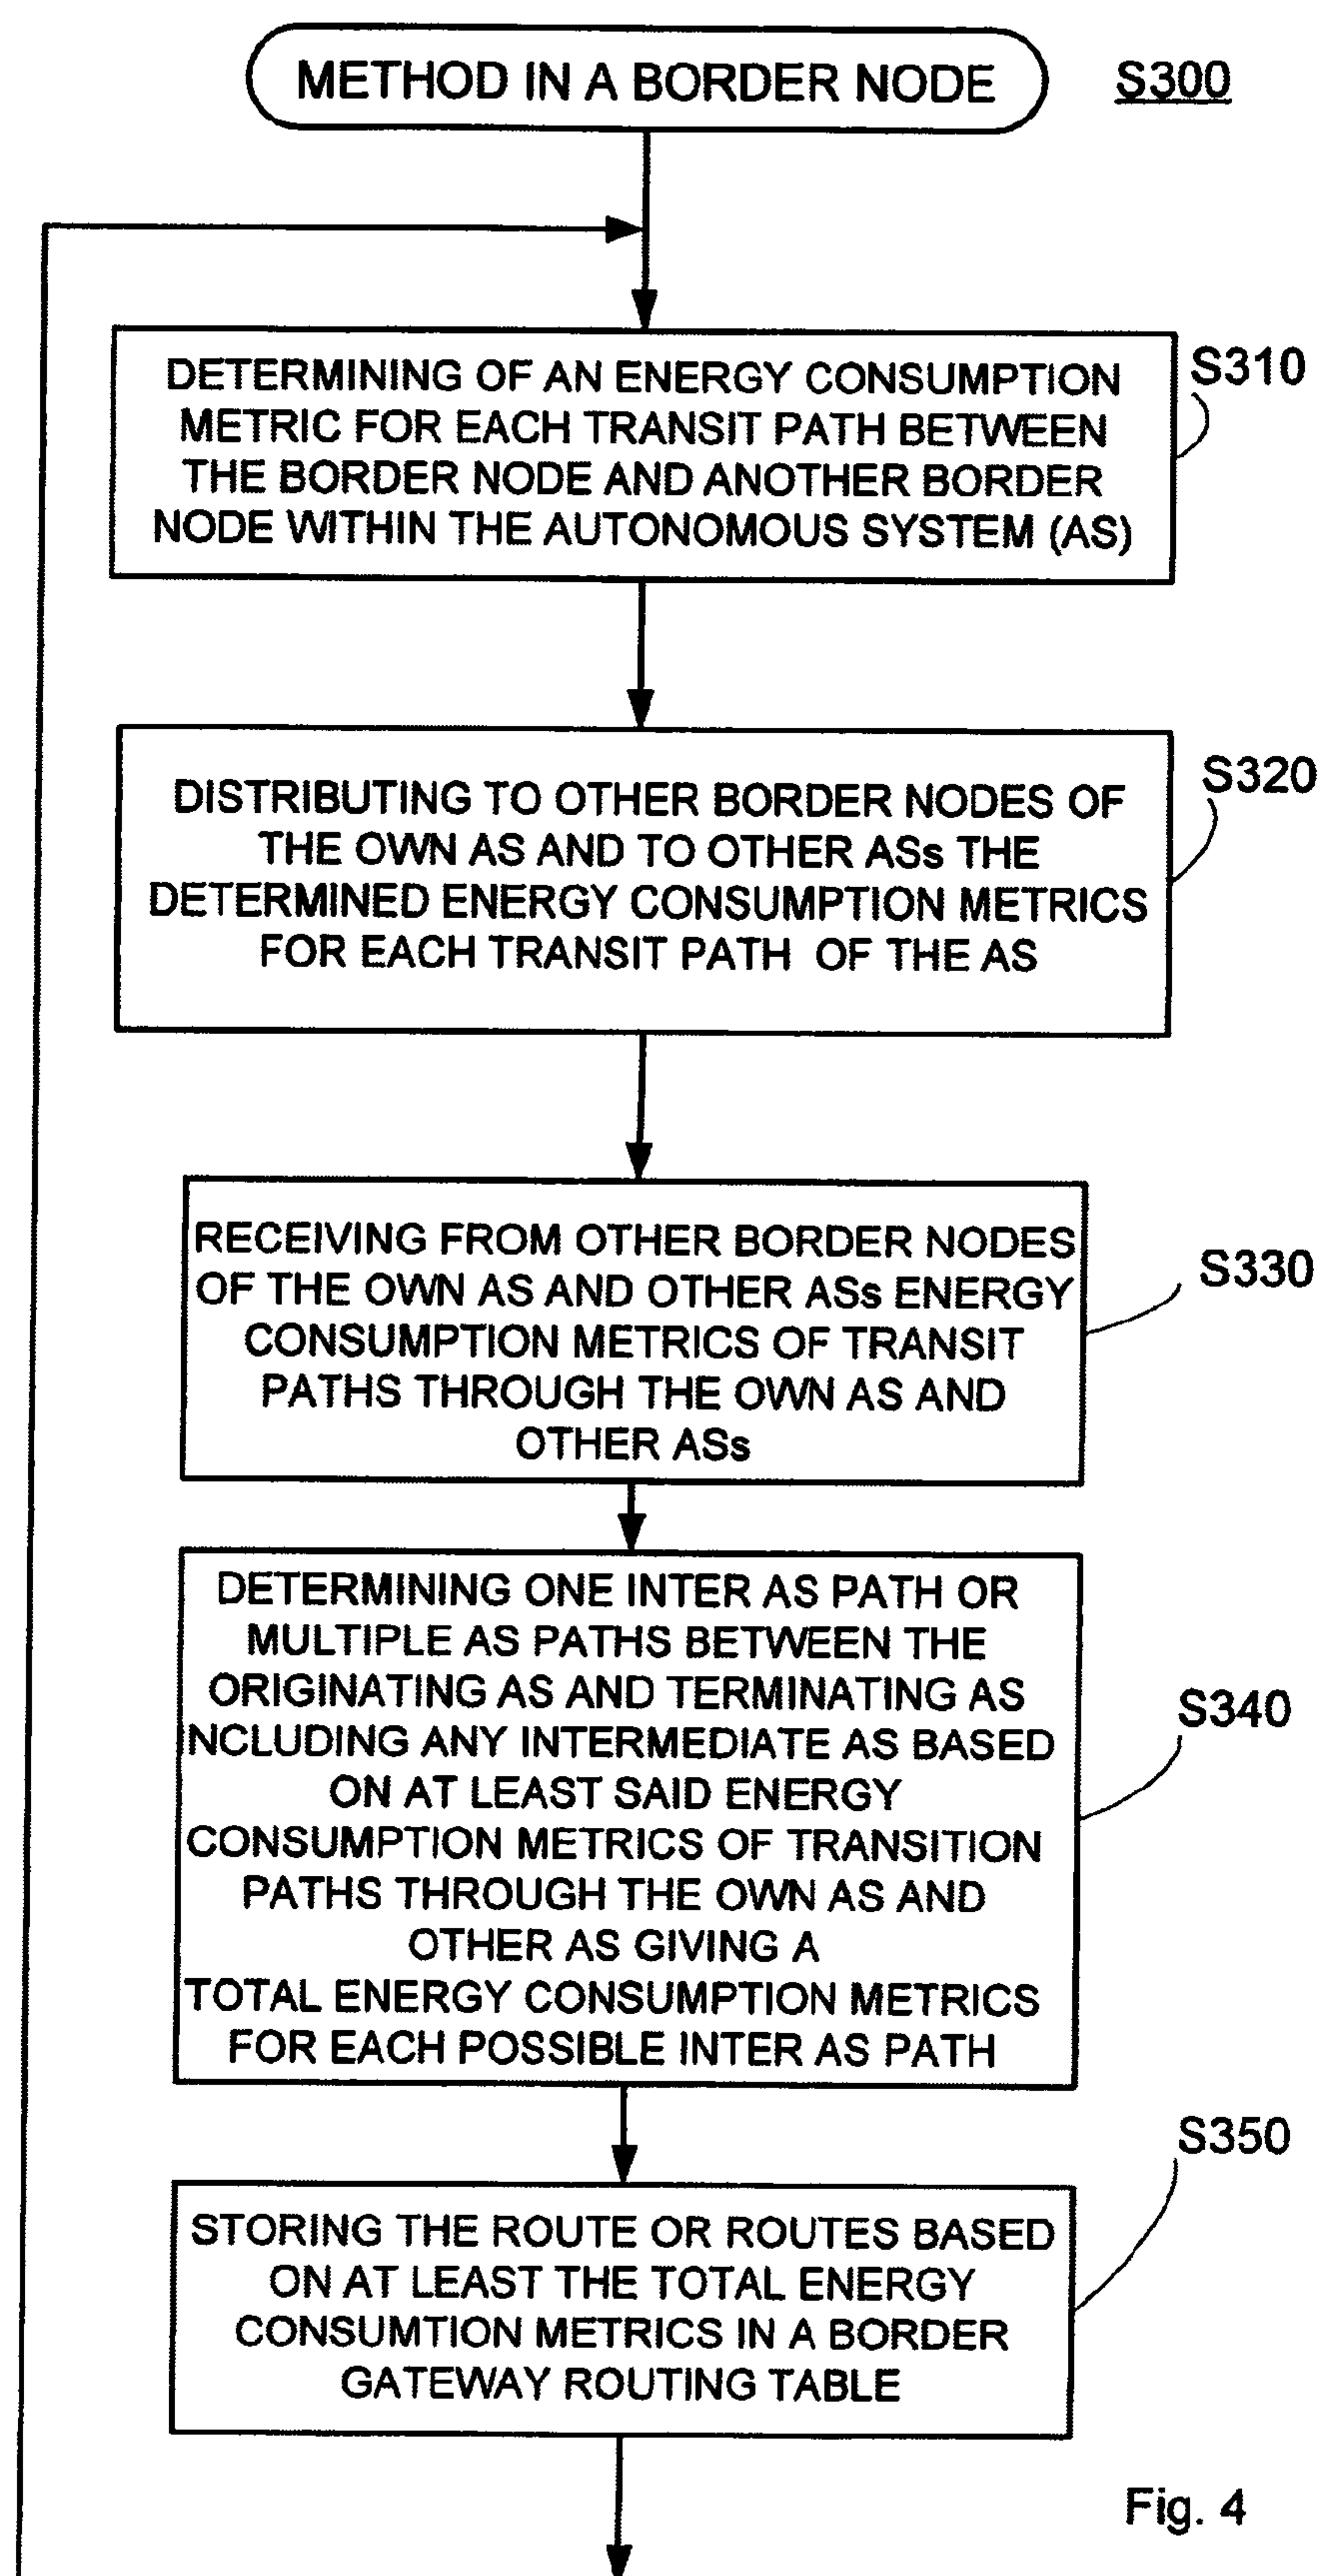 METHOD IN A BORDER NODE
S300
DETERMINING OF AN ENERGY CONSUMPTION
METRIC FOR EACH TRANSIT PATH BETWEEN
THE BORDER NODE AND ANOTHER BORDER
NODE WITHIN THE AUTONOMOUS SYSTEM (AS)
S310
DISTRIBUTING TO OTHER BORDER NODES OF
THE OWN AS AND TO OTHER ASs THE
DETERMINED ENERGY CONSUMPTION METRICS
FOR EACH TRANSIT PATH OF THE AS
S320
RECEIVING FROM OTHER BORDER NODES
OF THE OWN AS AND OTHER ASs ENERGY
CONSUMPTION METRICS OF TRANSIT
PATHS THROUGH THE OWN AS AND
OTHER ASs
S330
DETERMINING ONE INTER AS PATH OR
MULTIPLE AS PATHS BETWEEN THE
ORIGINATING AS AND TERMINATING AS
INCLUDING ANY INTERMEDIATE AS BASED
ON AT LEAST SAID ENERGY
CONSUMPTION METRICS OF TRANSITION
PATHS THROUGH THE OWN AS AND
OTHER AS GIVING A
TOTAL ENERGY CONSUMPTION METRICS
FOR EACH POSSIBLE INTER AS PATH
S340
STORING THE ROUTE OR ROUTES BASED
ON AT LEAST THE TOTAL ENERGY
CONSUMTION METRICS IN A BORDER
GATEWAY ROUTING TABLE
S350
Fig. 4